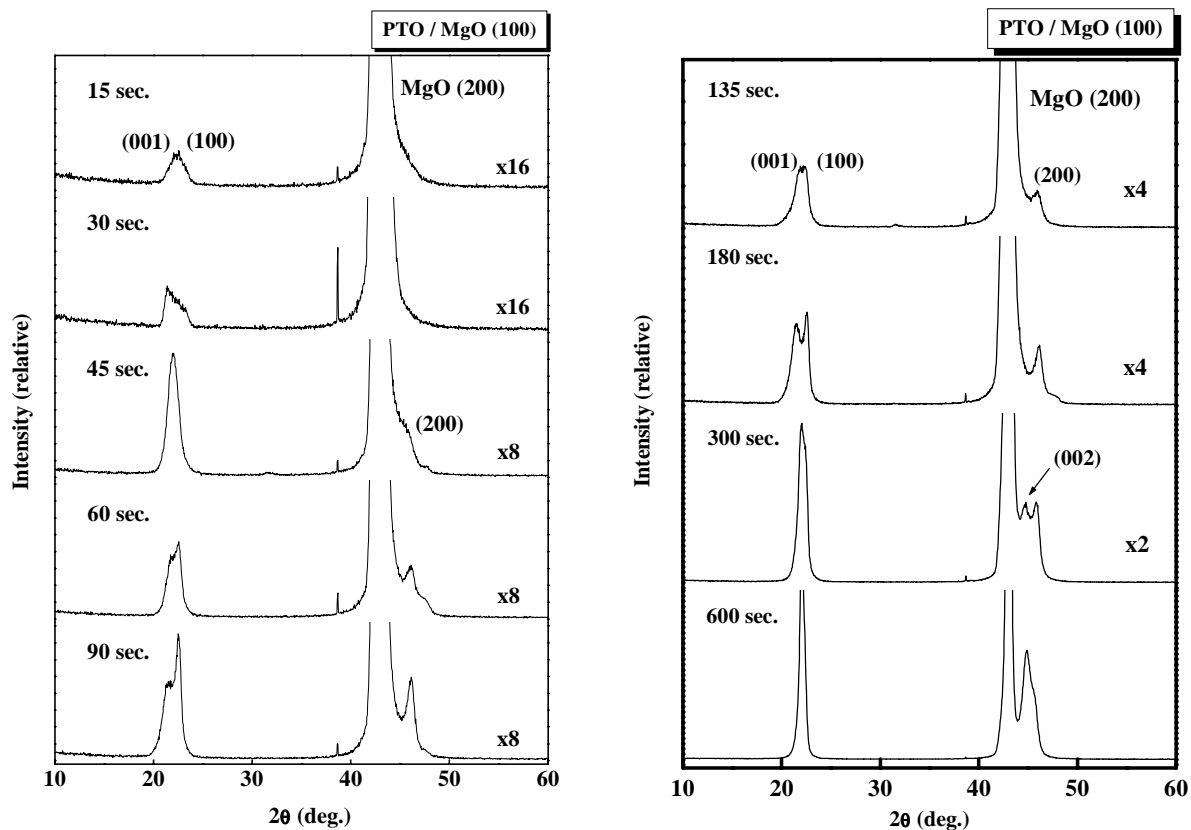 PTO / MgO (100)
15 sec.
MgO (200)
(001) (100)
x16
30 sec.
x16
45 sec.
(200)
x8
60 sec.
x8
90 sec.
x8
10 20 30 40 50 60
2θ (deg.)
Intensity (relative)
PTO / MgO (100)
135 sec.
MgO (200)
(001) (100)
(200)
x4
180 sec.
x4
300 sec.
(002)
x2
600 sec.
10 20 30 40 50 60
2θ (deg.)
Intensity (relative)